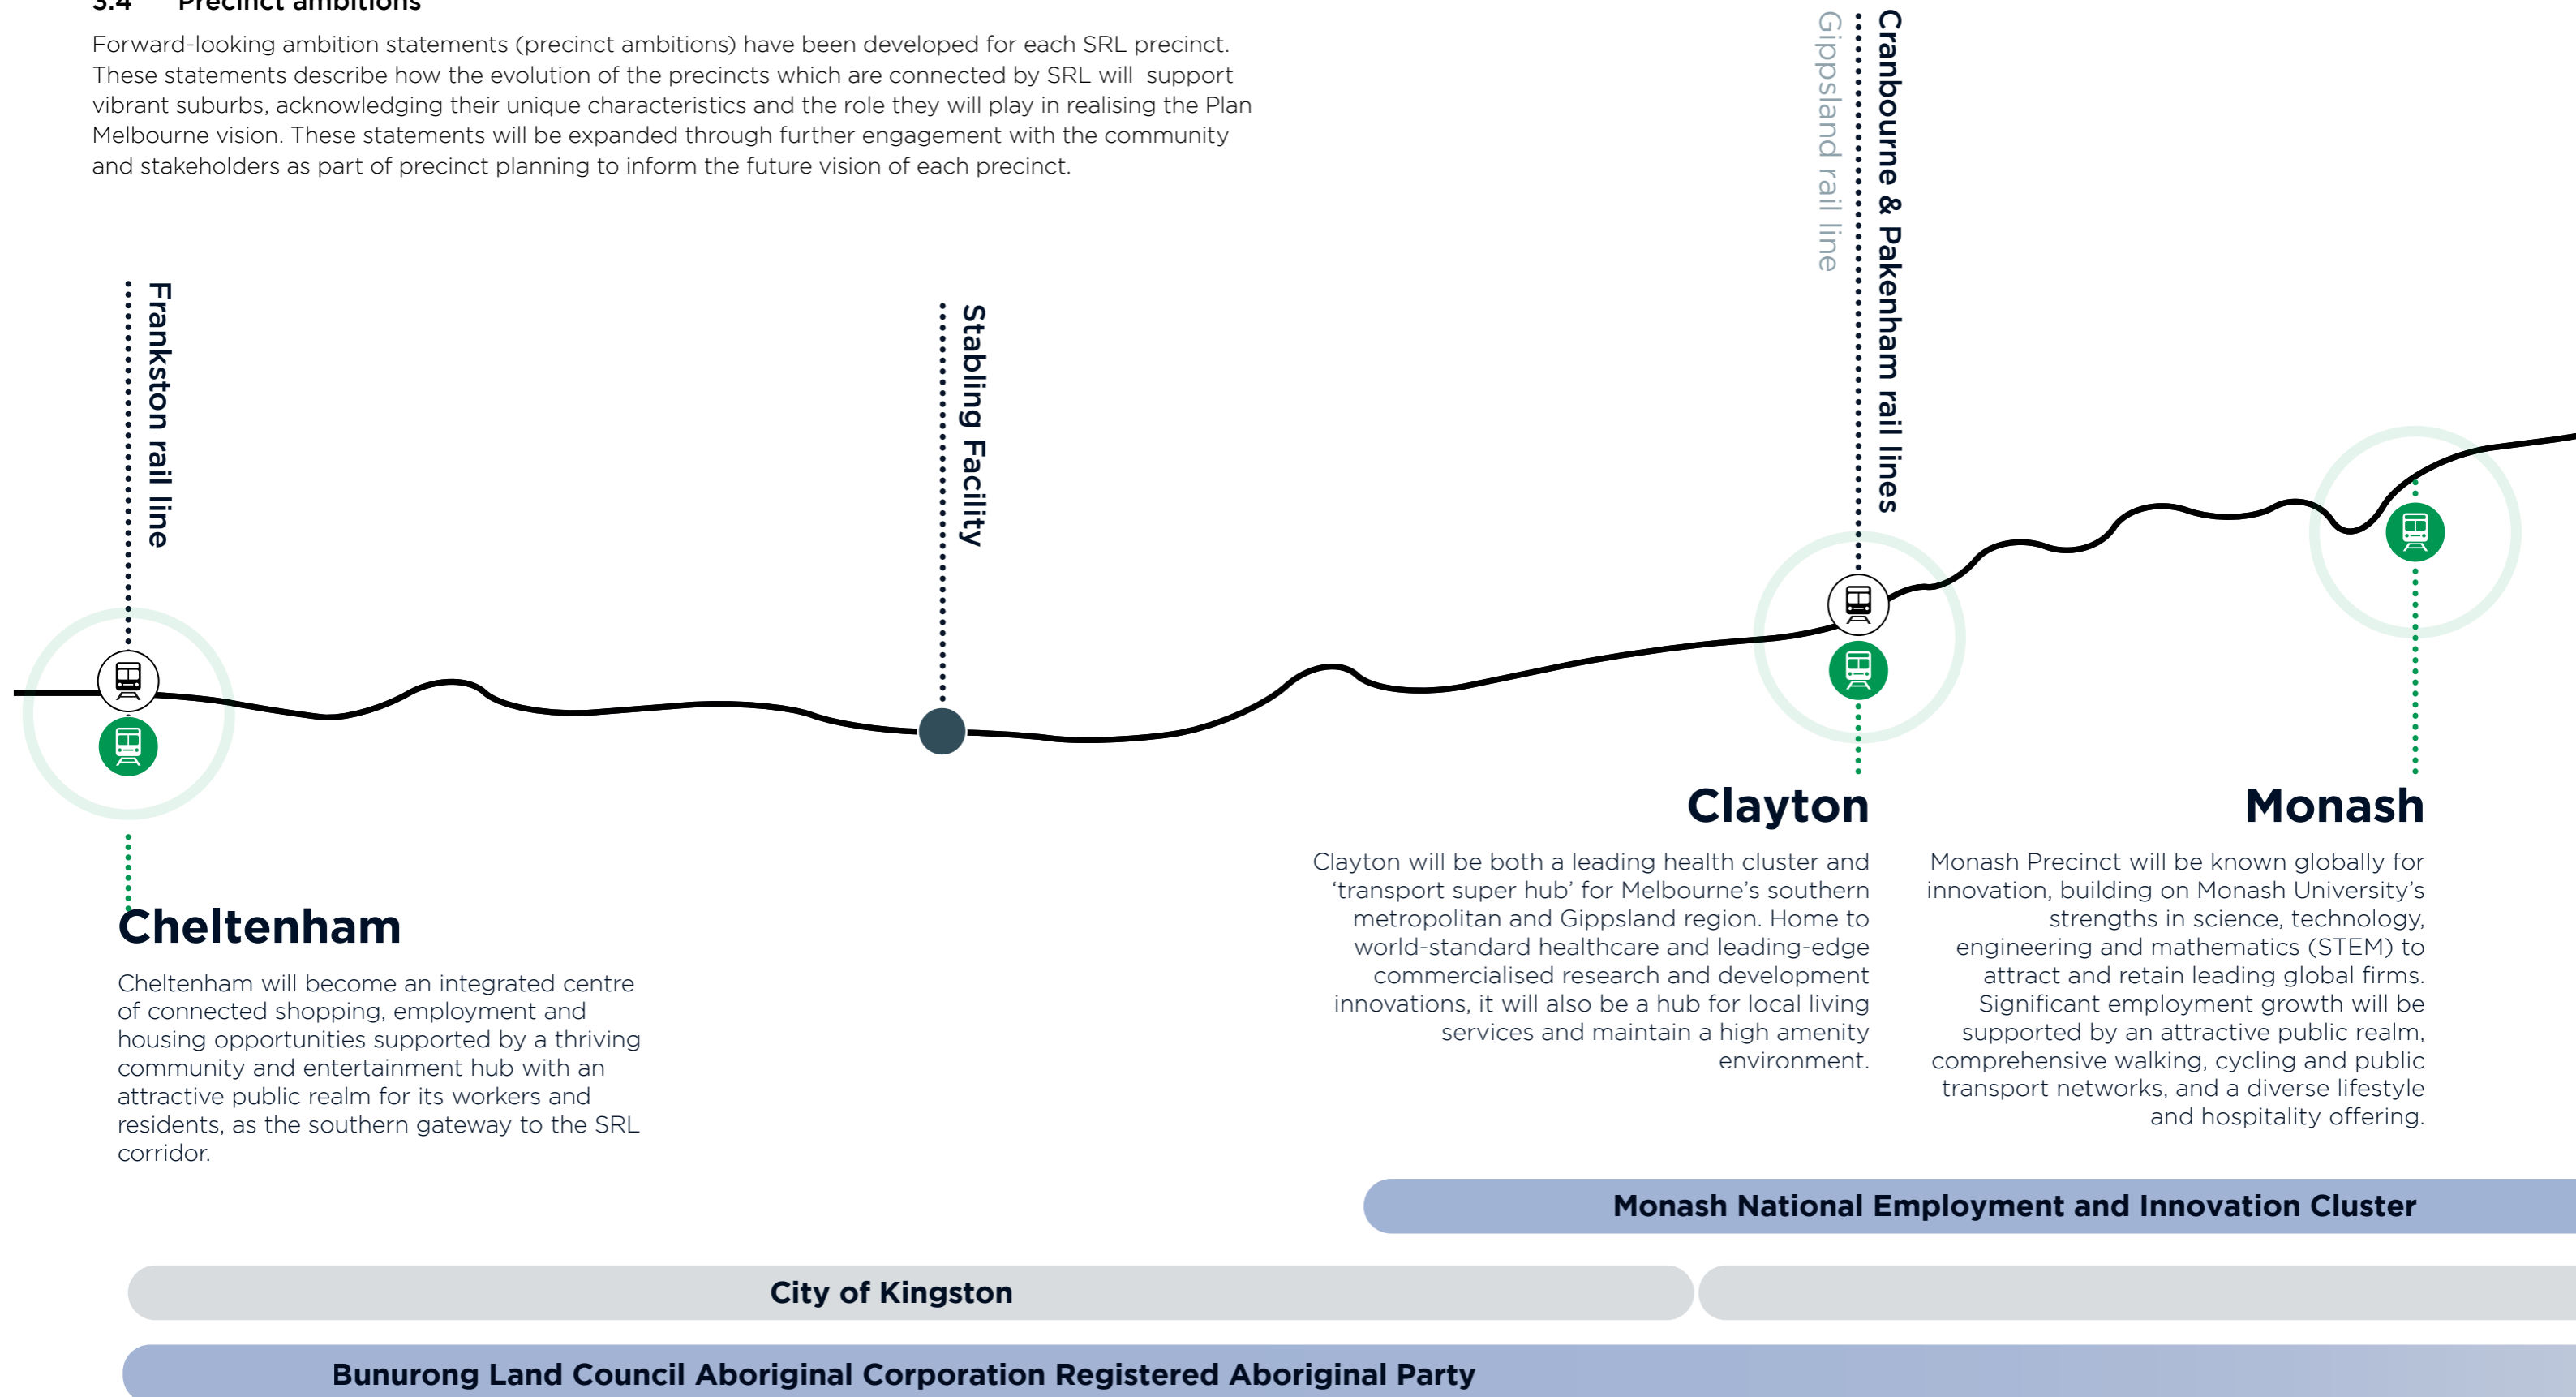 3.4 Precinct ambitions
Forward-looking ambition statements (precinct ambitions) have been developed for each SRL precinct.
These statements describe how the evolution of the precincts which are connected by SRL will support
vibrant suburbs, acknowledging their unique characteristics and the role they will play in realising the Plan
Melbourne vision. These statements will be expanded through further engagement with the community
and stakeholders as part of precinct planning to inform the future vision of each precinct.
Frankston rail line
Stabling Facility
Gippsland rail line
Cranbourne & Pakenham rail lines
Cheltenham
Cheltenham will become an integrated centre
of connected shopping, employment and
housing opportunities supported by a thriving
community and entertainment hub with an
attractive public realm for its workers and
residents, as the southern gateway to the SRL
corridor.
Clayton
Clayton will be both a leading health cluster and
‘transport super hub’ for Melbourne’s southern
metropolitan and Gippsland region. Home to
world-standard healthcare and leading-edge
commercialised research and development
innovations, it will also be a hub for local living
services and maintain a high amenity
environment.
Monash
Monash Precinct will be known globally for
innovation, building on Monash University’s
strengths in science, technology,
engineering and mathematics (STEM) to
attract and retain leading global firms.
Significant employment growth will be
supported by an attractive public realm,
comprehensive walking, cycling and public
transport networks, and a diverse lifestyle
and hospitality offering.
Monash National Employment and Innovation Cluster
City of Kingston
Bunurong Land Council Aboriginal Corporation Registered Aboriginal Party